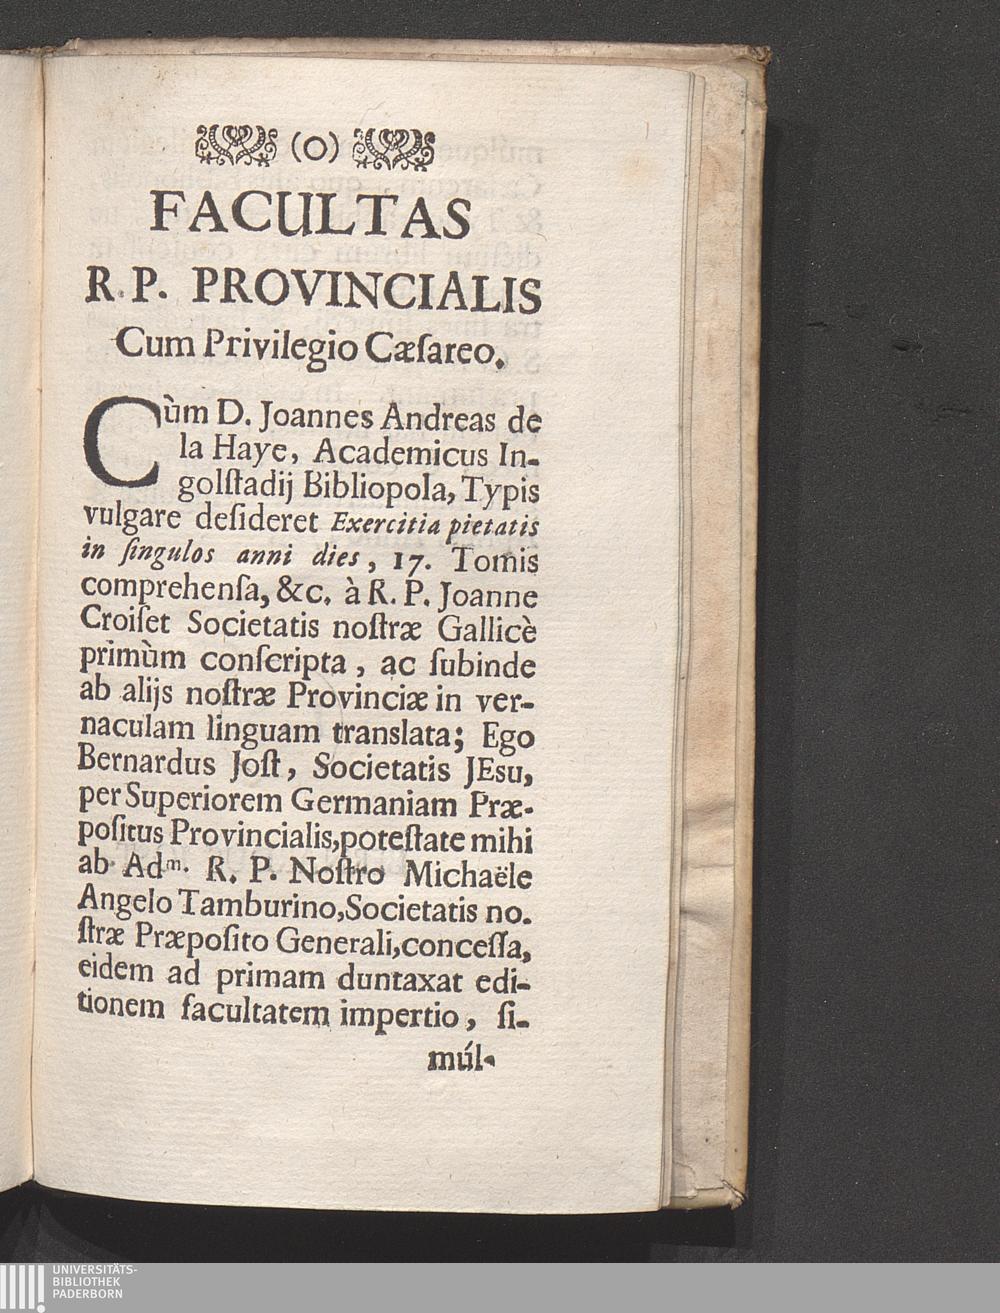 (O)
FACULTAS
R. P. PROVINCIALIS
Cum Privilegio Cæſareo.
Cùm D. Joannes Andreas de
la Haye, Academicus In-
golſtadij Bibliopola, Typis
vulgare deſideret Exercitia pietatis
in ſingulos anni dies, 17. Tomis
comprehenſa, &c. à R. P. Joanne
Croiſet Societatis noſtræ Gallicè
primùm conſcripta, ac ſubinde
ab alijs noſtræ Provinciæ in ver-
naculam linguam translata; Ego
Bernardus Joſt, Societatis JEsu,
per Superiorem Germaniam Præ-
poſitus Provincialis, poteſtate mihi
ab Adm. R. P. Noſtro Michaële
Angelo Tamburino, Societatis no-
ſtræ Præpoſito Generali, conceſſa,
eidem ad primam duntaxat edi-
tionem facultatem impertio, ſi-
múl-
UNIVERSITÄTS-
BIBLIOTHEK
PADERBORN